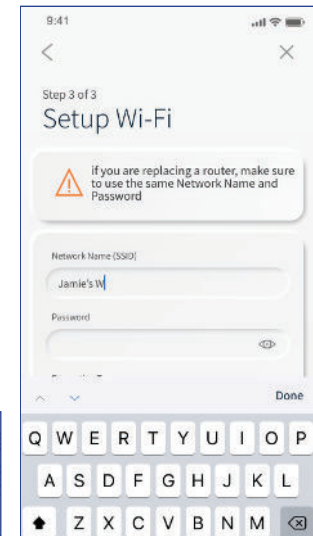 9:41
Step 3 of 3
Setup Wi-Fi
if you are replacing a router, make sure
to use the same Network Name and
Password
Network Name (SSID)
Jamie's W
Password
Done
Q W E R T Y U I O P
A S D F G H J K L
Z X C V B N M